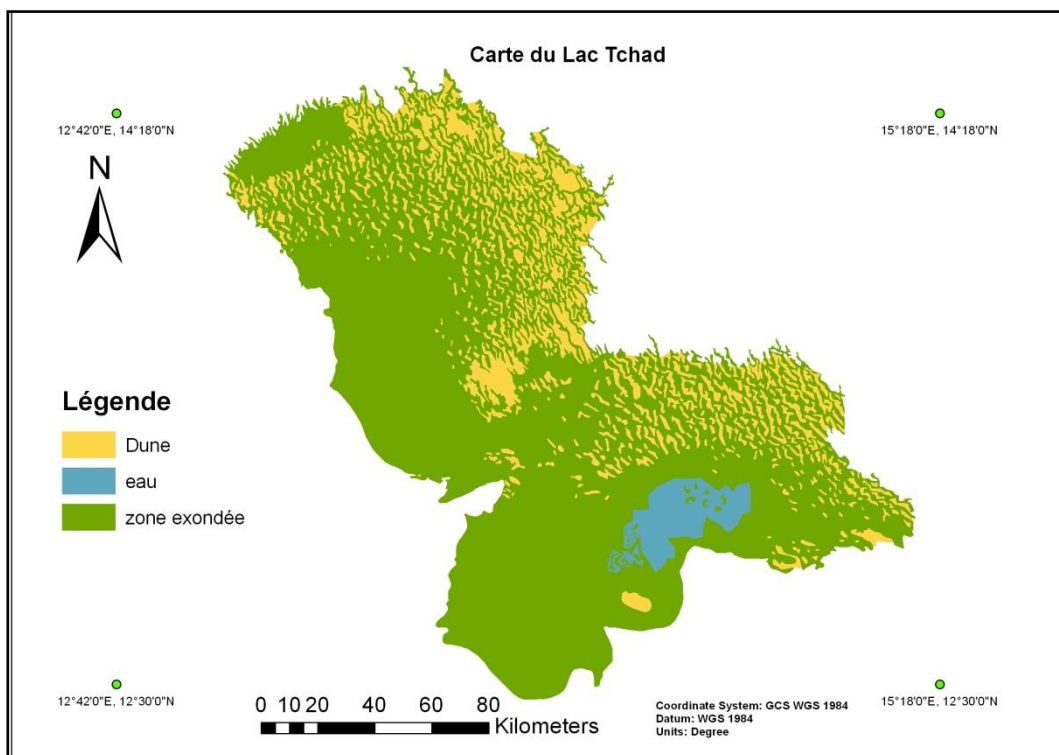 Carte du Lac Tchad
12°42'0"E, 14°18'0"N
15°18'0"E, 14°18'0"N
N
Légende
Dune
eau
zone exondée
12°42'0"E, 12°30'0"N
15°18'0"E, 12°30'0"N
0 10 20 40 60 80
Kilometers
Coordinate System: GCS WGS 1984
Datum: WGS 1984
Units: Degree